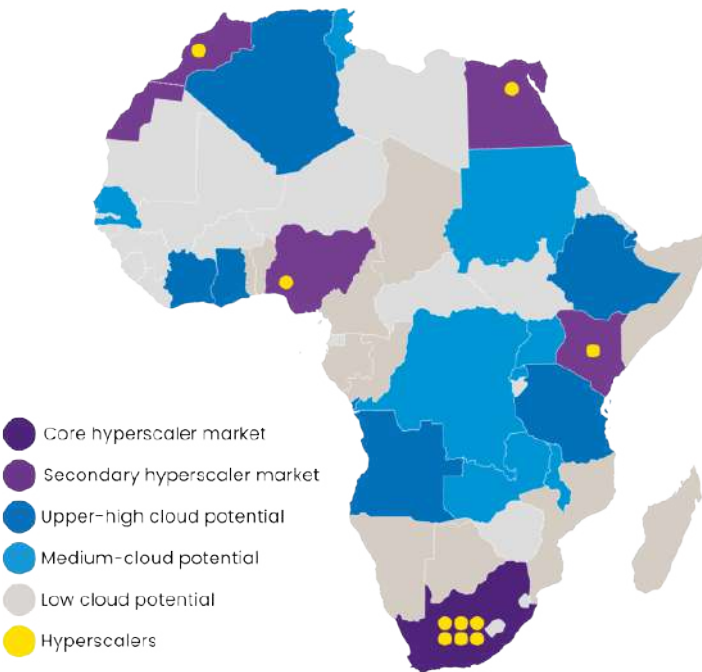 Core hyperscaler market
Secondary hyperscaler market
Upper-high cloud potential
Medium-cloud potential
Low cloud potential
Hyperscalers